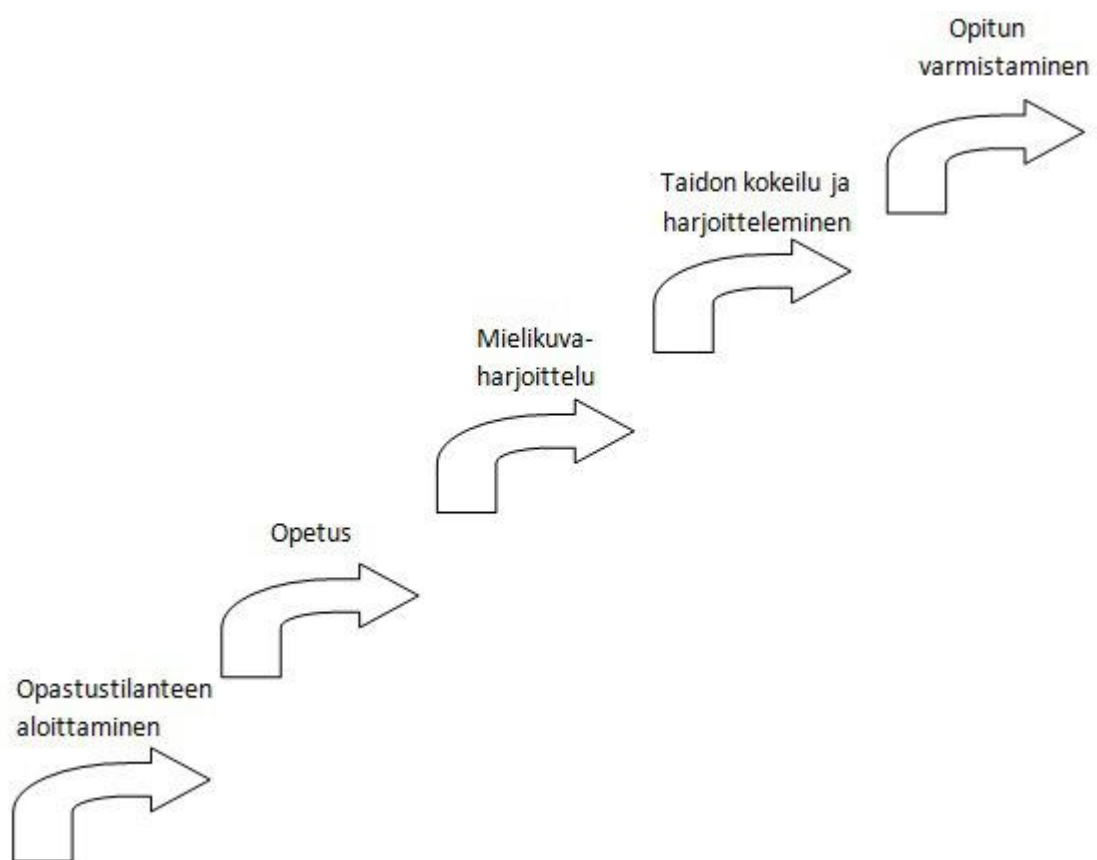 Opitun
varmistaminen
Taidon kokeilu ja
harjoitteleminen
Mielikuva-
harjoittelu
Opetus
Opastustilanteen
aloittaminen